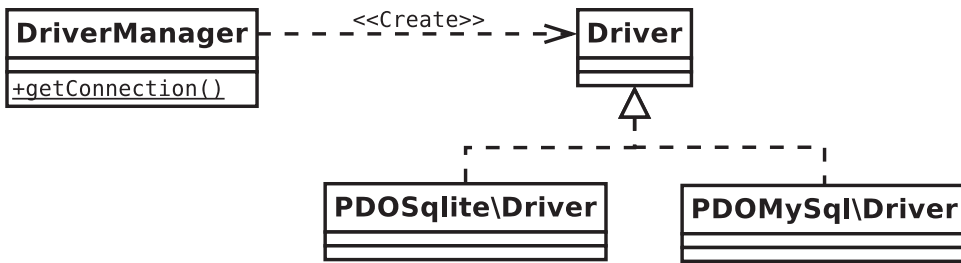 DriverManager
<<Create>>
Driver
+getConnection()
PDOSqlite\Driver
PDOMySql\Driver